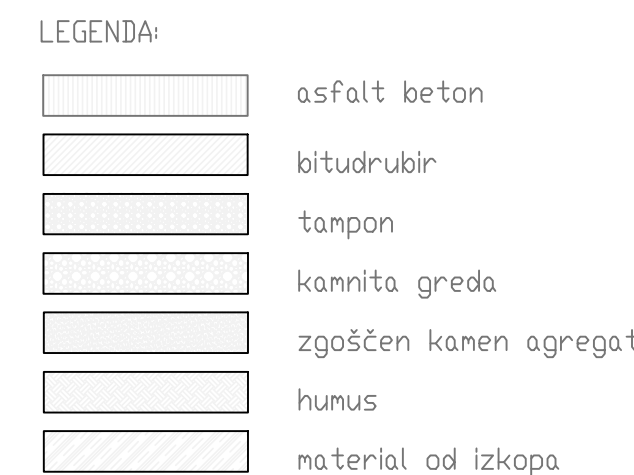 LEGENDA:
asfalt beton
bitudrubir
tampon
kamnita greda
zgoščen kamen agregat
humus
material od izkopa